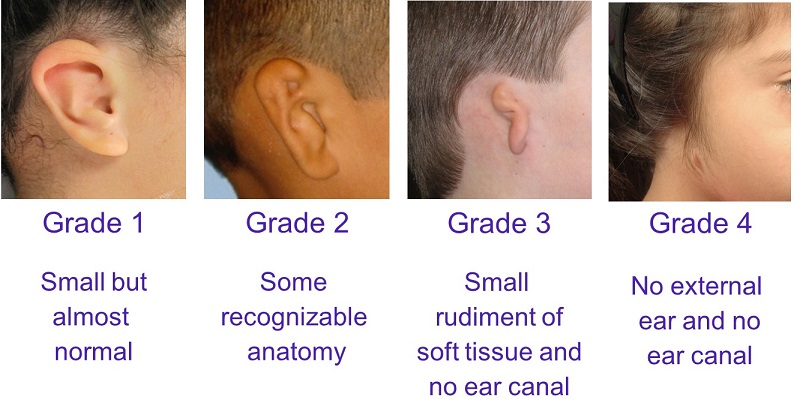 Grade 1
Small but
almost
normal
Grade 2
Some
recognizable
anatomy
Grade 3
Small
rudiment of
soft tissue and
no ear canal
Grade 4
No external
ear and no
ear canal